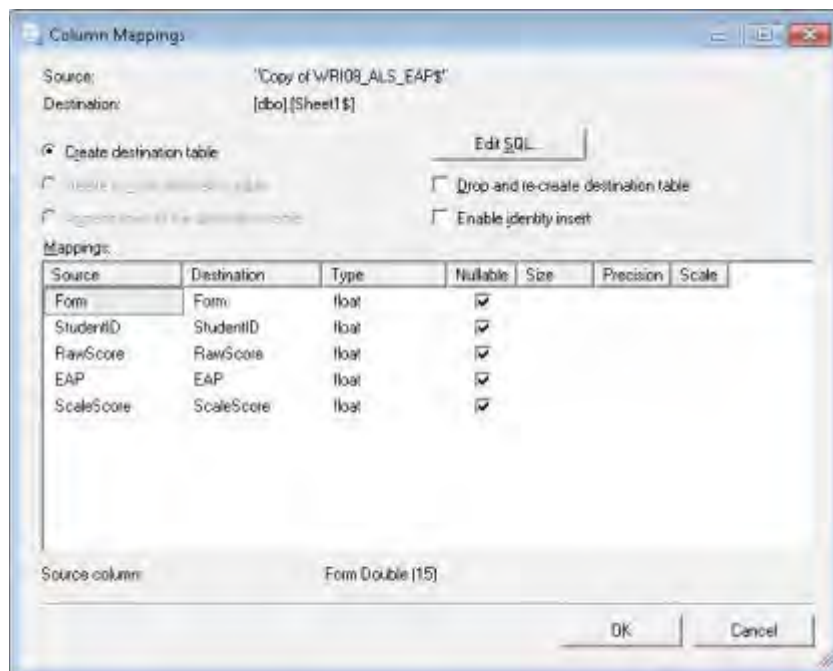 Column Mappings
Source: "Copy of WRI09_ALS_EAP$"
Destination: [dbo].[Sheet1$]
Create destination table
Edit SQL...
Drop and re-create destination table
Enable identity insert
Mappings:
Source Destination Type Nullable Size Precision Scale
Form Form float
StudentID StudentID float
RawScore RawScore float
EAP EAP float
ScaleScore ScaleScore float
Source column: Form Double (15)
OK Cancel